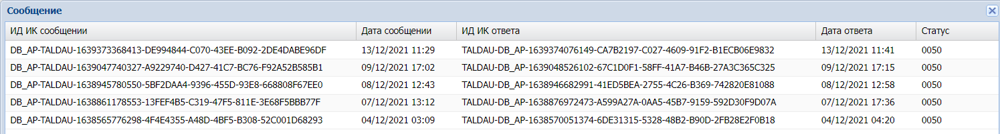 Сообщение
ИД ИК сообщении Дата сообщении ИД ИК ответа Дата ответа Статус
DB_AP-TALDAU-1639373368413-DE994844-C070-43EE-B092-2DE4DABE96DF 13/12/2021 11:29 TALDAU-DB_AP-1639374076149-CA7B2197-C027-4609-91F2-B1ECB06E9832 13/12/2021 11:41 0050
DB_AP-TALDAU-1639047740327-A9229740-D427-41C7-BC76-F92A52B585B1 09/12/2021 17:02 TALDAU-DB_AP-1639048526102-67C1D0F1-58FF-41A7-B46B-27A3C365C325 09/12/2021 17:15 0050
DB_AP-TALDAU-1638945780550-5BF2DAA4-9396-455D-93E8-668808F67EE0 08/12/2021 12:43 TALDAU-DB_AP-1638946682991-41ED5BEA-2755-4C26-B369-742820E81088 08/12/2021 12:58 0050
DB_AP-TALDAU-1638861178553-13FEF4B5-C319-47F5-811E-3E68F5BBB77F 07/12/2021 13:12 TALDAU-DB_AP-1638876972473-A599A27A-0AA5-45B7-9159-592D30F9D07A 07/12/2021 17:36 0050
DB_AP-TALDAU-1638565776298-4F4E4355-A48D-4BF5-B308-52C001D68293 04/12/2021 03:09 TALDAU-DB_AP-1638570051374-6DE31315-5328-48B2-B90D-2FB28E2F0B18 04/12/2021 04:20 0050